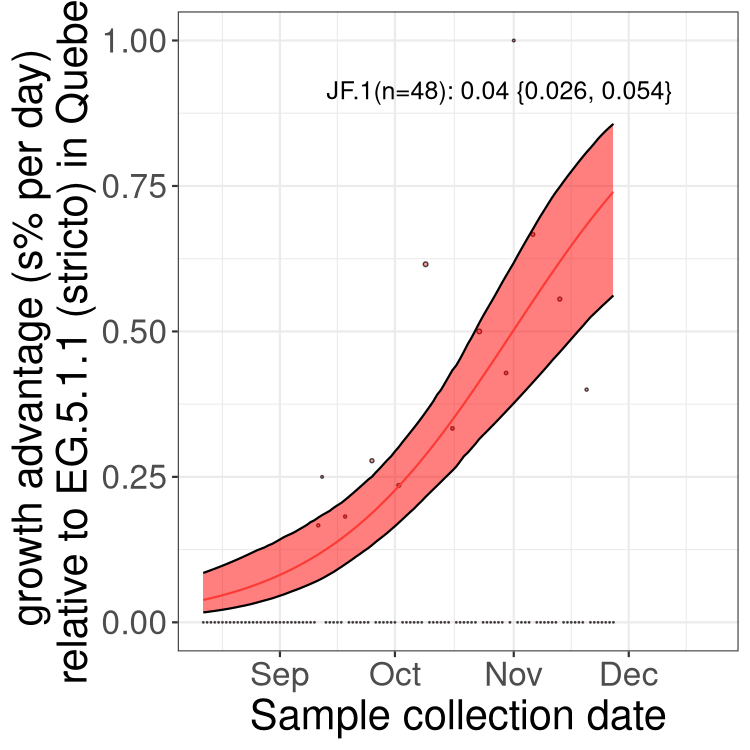 growth advantage (s% per day)
relative to EG.5.1.1 (stricto) in Quebe
1.00
0.75
0.50
0.25
0.00
JF.1(n=48): 0.04 {0.026, 0.054}
Sep Oct Nov Dec
Sample collection date